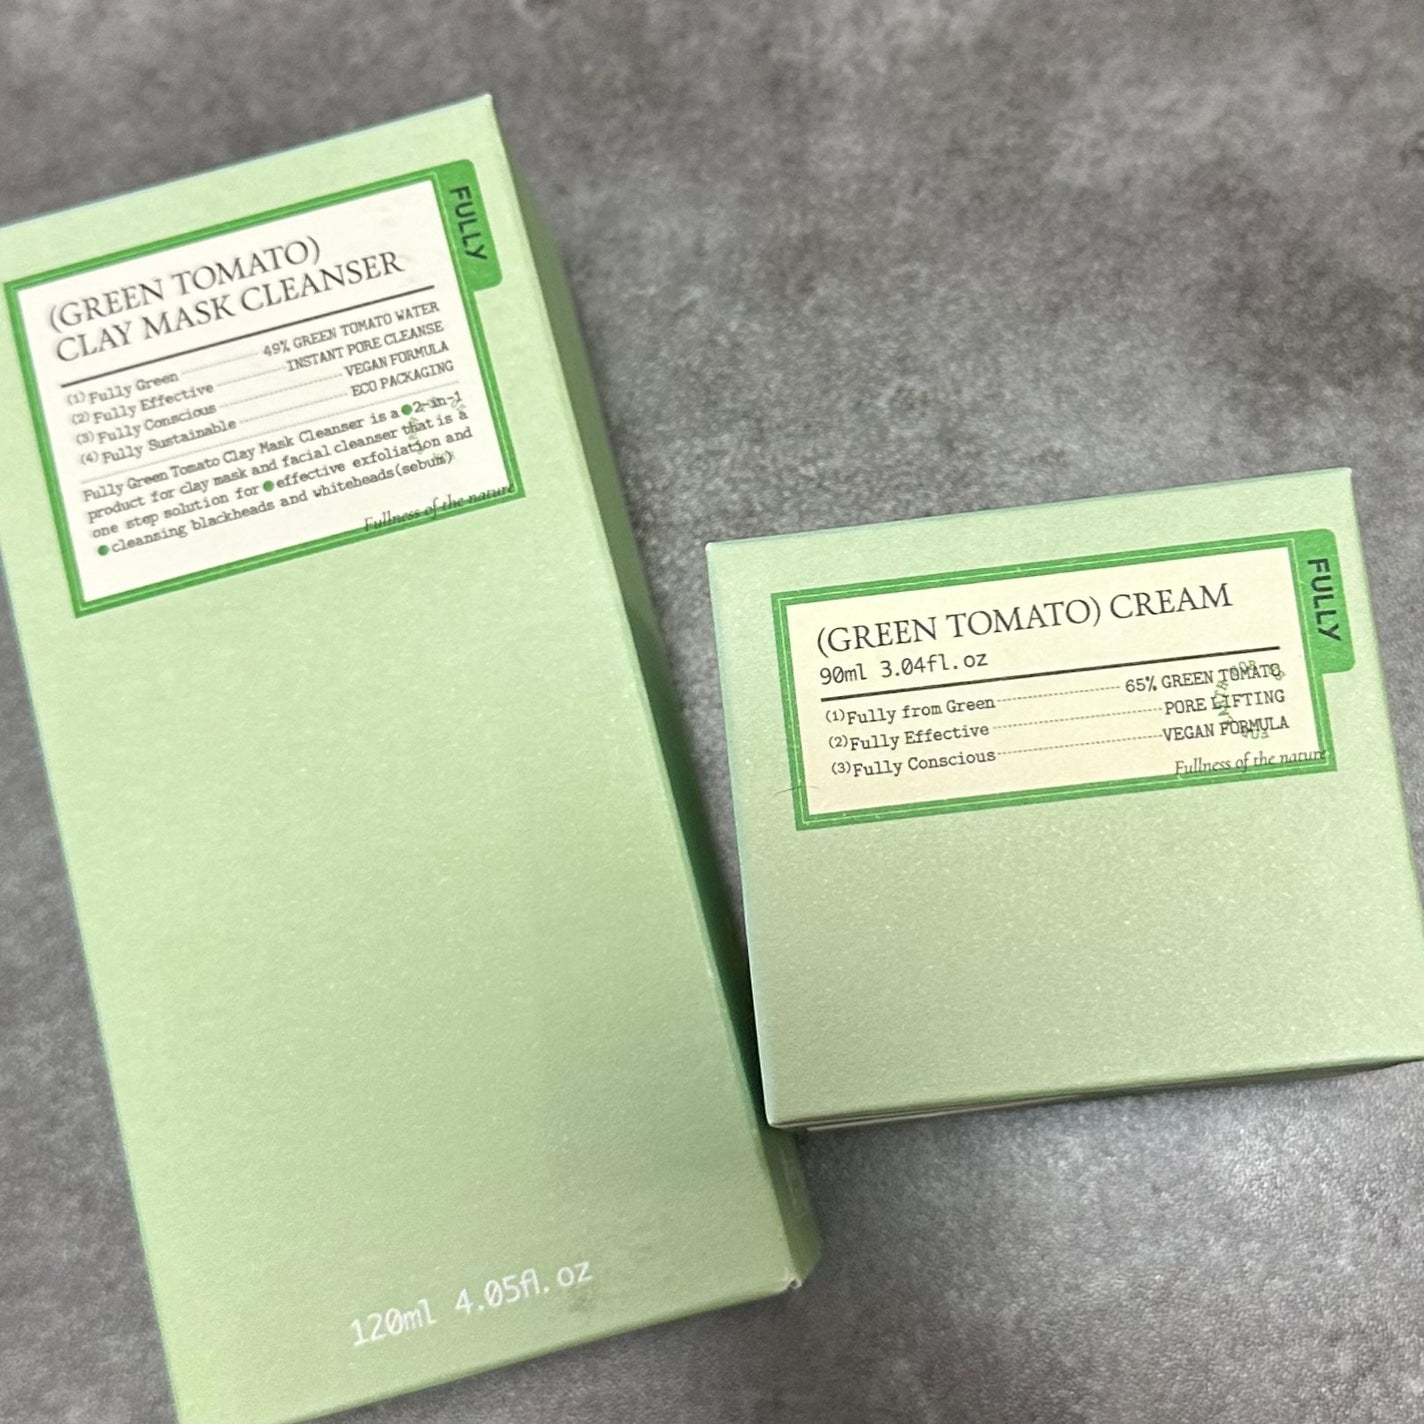 FULLY
(GREEN TOMATO)
CLAY MASK CLEANSER
(1) Fully Green 49% GREEN TOMATO WATER
(2) Fully Effective INSTANT PORE CLEANSE
(3) Fully Conscious VEGAN FORMULA
(4) Fully Sustainable ECO PACKAGING
Fully Green Tomato Clay Mask Cleanser is a 2-in-1
product for clay mask and facial cleanser that is a
one step solution for effective exfoliation and
cleansing blackheads and whiteheads(sebum)
Fullness of the nature
120ml 4.05fl.oz
FULLY
(GREEN TOMATO) CREAM
90ml 3.04fl.oz
(1)Fully from Green 65% GREEN TOMATO
(2)Fully Effective PORE LIFTING
(3)Fully Conscious VEGAN FORMULA
Fullness of the nature